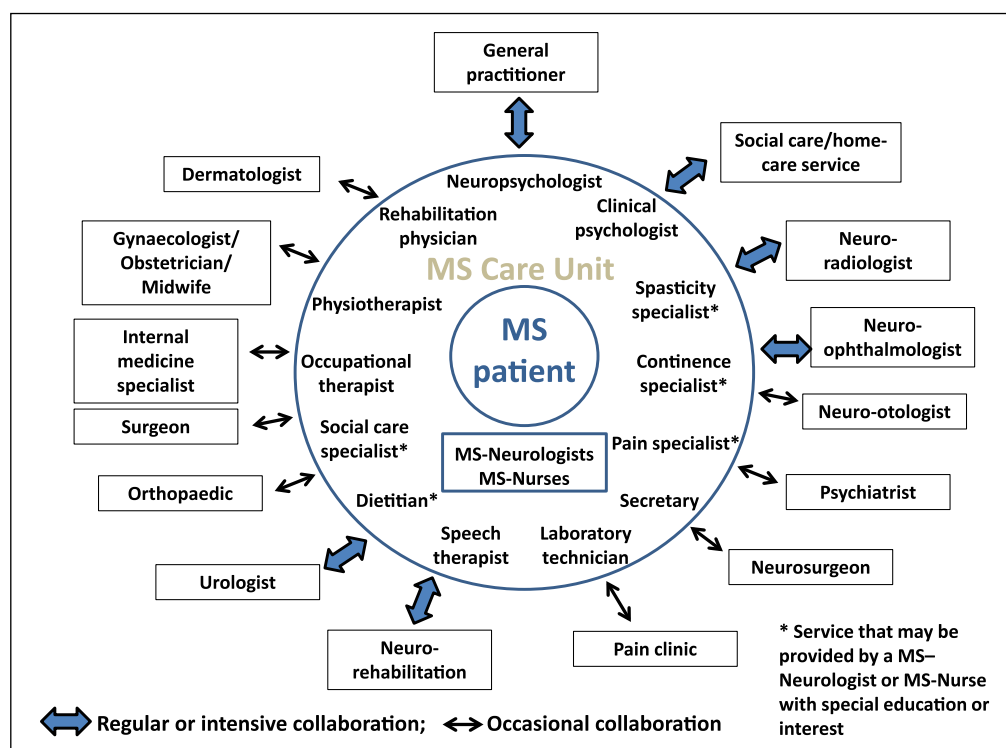 General
practitioner
Social care/home-
care service
Dermatologist
Neuropsychologist
Clinical
psychologist
Rehabilitation
physician
Gynaecologist/
Obstetrician/
Midwife
Neuro-
radiologist
MS Care Unit
Spasticity
specialist*
Physiotherapist
MS
patient
Internal
medicine
specialist
Neuro-
ophthalmologist
Occupational
therapist
Continence
specialist*
Neuro-otologist
Surgeon
Social care
specialist*
MS-Neurologists
MS-Nurses
Pain specialist*
Orthopaedic
Dietitian*
Secretary
Psychiatrist
Speech
therapist
Laboratory
technician
Urologist
Neurosurgeon
Neuro-
rehabilitation
Pain clinic
* Service that may be
provided by a MS–
Neurologist or MS-Nurse
with special education or
interest
Regular or intensive collaboration;
Occasional collaboration